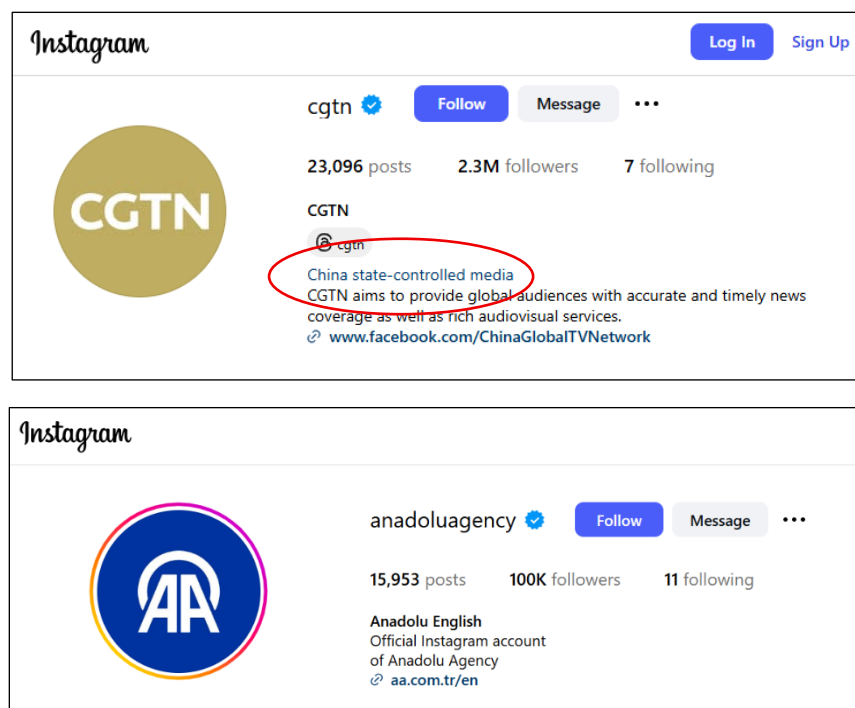 Instagram
Log In Sign Up
cgtn Follow Message
CGTN
23,096 posts 2.3M followers 7 following
CGTN
cgtn
China state-controlled media
CGTN aims to provide global audiences with accurate and timely news
coverage as well as rich audiovisual services.
www.facebook.com/ChinaGlobalTVNetwork
Instagram
anadoluagency Follow Message
AA
15,953 posts 100K followers 11 following
Anadolu English
Official Instagram account
of Anadolu Agency
aa.com.tr/en